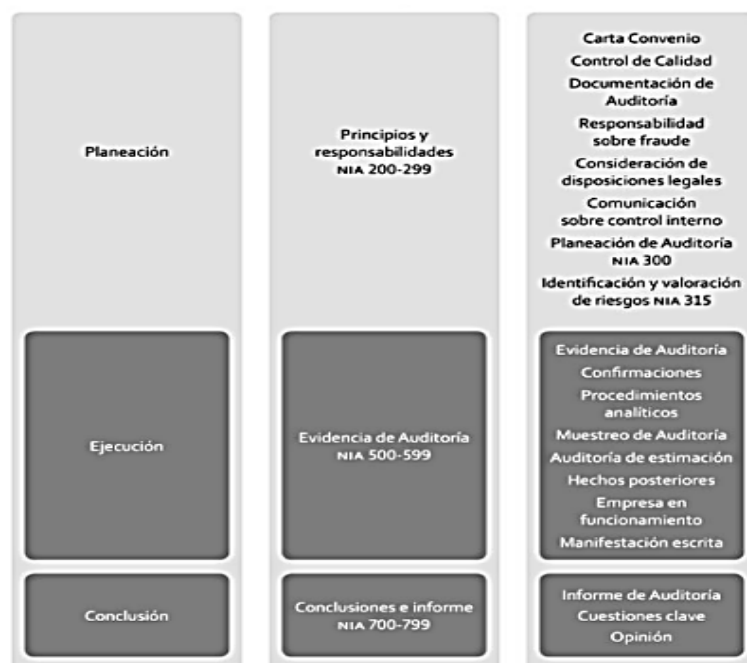 Planeación
Principios y
responsabilidades
NIA 200-299
Carta Convenio
Control de Calidad
Documentación de
Auditoría
Responsabilidad
sobre fraude
Consideración de
disposiciones legales
Comunicación
sobre control interno
Planeación de Auditoría
NIA 300
Identificación y valoración
de riesgos NIA 315
Ejecución
Evidencia de Auditoría
NIA 500-599
Evidencia de Auditoría
Confirmaciones
Procedimientos
analíticos
Muestreo de Auditoría
Auditoría de estimación
Hechos posteriores
Empresa en
funcionamiento
Manifestación escrita
Conclusión
Conclusiones e informe
NIA 700-799
Informe de Auditoría
Cuestiones clave
Opinión